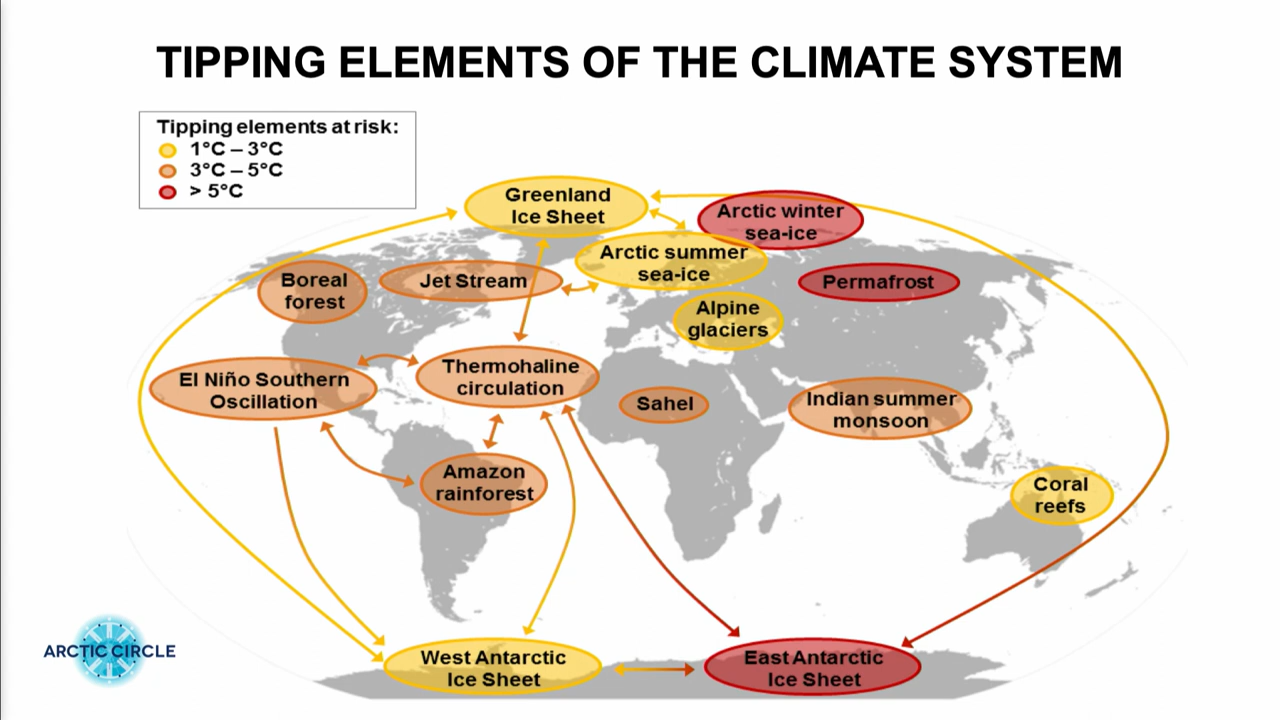 TIPPING ELEMENTS OF THE CLIMATE SYSTEM
Tipping elements at risk:
1°C – 3°C
3°C – 5°C
> 5°C
Greenland
Ice Sheet
Arctic winter
sea-ice
Arctic summer
sea-ice
Boreal
forest
Jet Stream
Permafrost
Alpine
glaciers
El Niño Southern
Oscillation
Thermohaline
circulation
Sahel
Indian summer
monsoon
Amazon
rainforest
Coral
reefs
West Antarctic
Ice Sheet
East Antarctic
Ice Sheet
ARCTIC CIRCLE